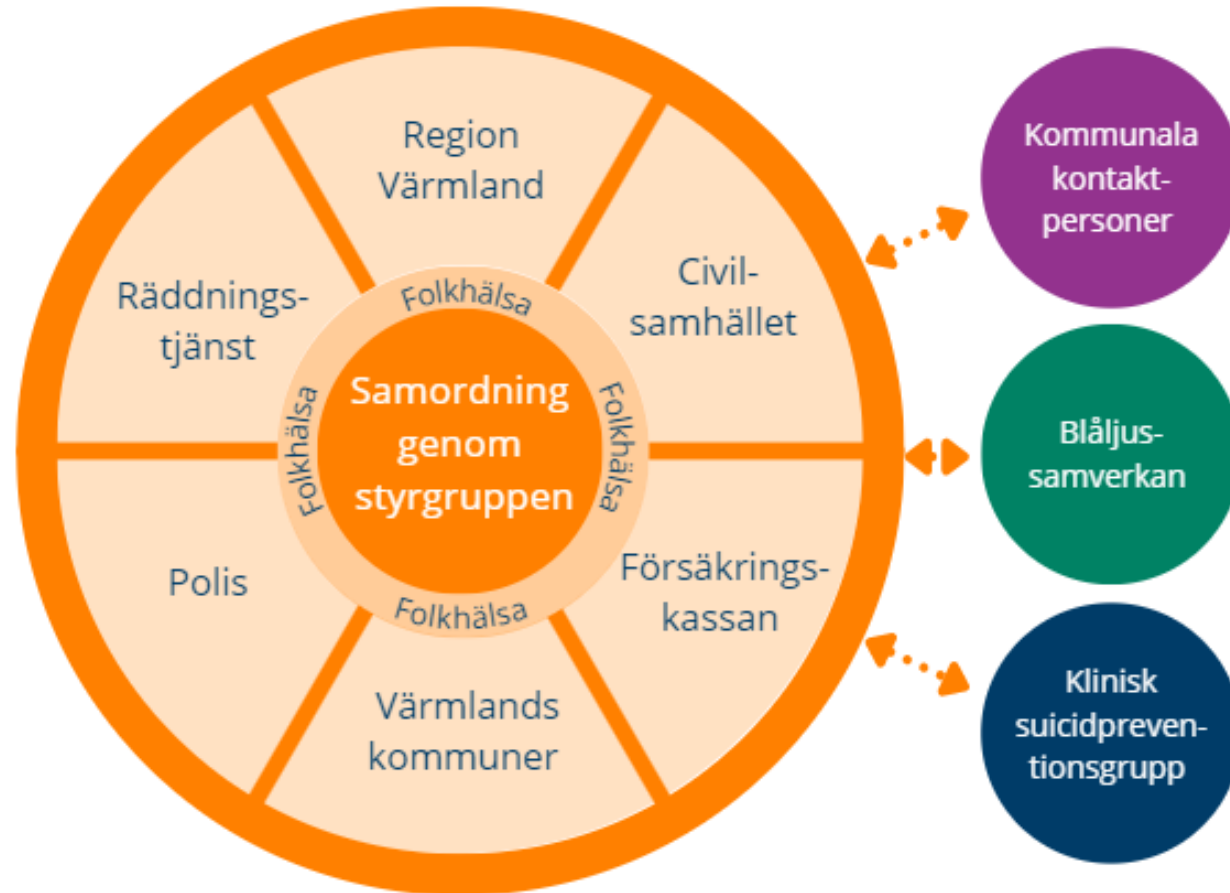 Region
Värmland
Civil-
samhället
Försäkrings-
kassan
Värmlands
kommuner
Polis
Räddnings-
tjänst
Folkhälsa
Folkhälsa
Folkhälsa
Folkhälsa
Samordning
genom
styrgruppen
Kommunala
kontakt-
personer
Blåljus-
samverkan
Klinisk
suicidpreven-
tionsgrupp